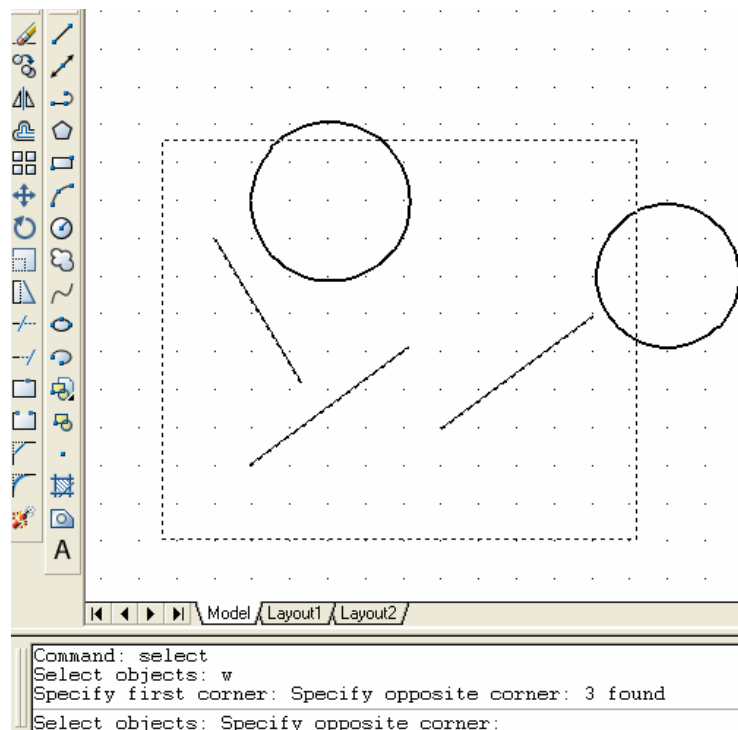 A
Model Layout1 Layout2
Command: select
Select objects: w
Specify first corner: Specify opposite corner: 3 found
Select objects: Specify opposite corner: